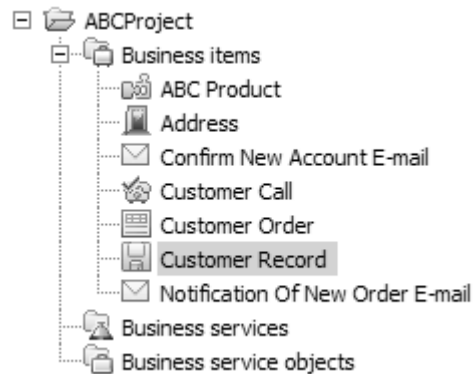 ABCProject
Business items
ABC Product
Address
Confirm New Account E-mail
Customer Call
Customer Order
Customer Record
Notification Of New Order E-mail
Business services
Business service objects